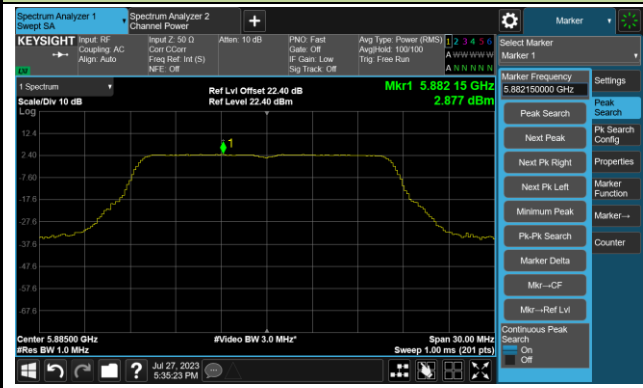 Spectrum Analyzer 1
Swept SA
Spectrum Analyzer 2
Channel Power
Marker
KEYSIGHT
Input: RF
Coupling: AC
Align: Auto
Input Z: 50 Ω
Corr CCorr
Freq Ref: Int (S)
NFE: Off
Atten: 10 dB
PNO: Fast
Gate: Off
IF Gain: Low
Sig Track: Off
Avg Type: Power (RMS)
Avg|Hold: 100/100
Trig: Free Run
1 2 3 4 5 6
A W W W W W
A N N N N N
LXI
Select Marker
Marker 1
1 Spectrum
Scale/Div 10 dB
Log
Ref Lvl Offset 22.40 dB
Ref Level 22.40 dBm
Mkr1 5.882 15 GHz
2.877 dBm
12.4
2.40
-7.60
-17.6
-27.6
-37.6
-47.6
-57.6
-67.6
1
Center 5.88500 GHz
#Res BW 1.0 MHz
#Video BW 3.0 MHz*
Span 30.00 MHz
Sweep 1.00 ms (201 pts)
Marker Frequency
5.882150000 GHz
Peak Search
Next Peak
Next Pk Right
Next Pk Left
Minimum Peak
Pk-Pk Search
Marker Delta
Mkr→CF
Mkr→Ref Lvl
Continuous Peak
Search
On
Off
Settings
Peak
Search
Pk Search
Config
Properties
Marker
Function
Marker→
Counter
Jul 27, 2023
5:35:23 PM